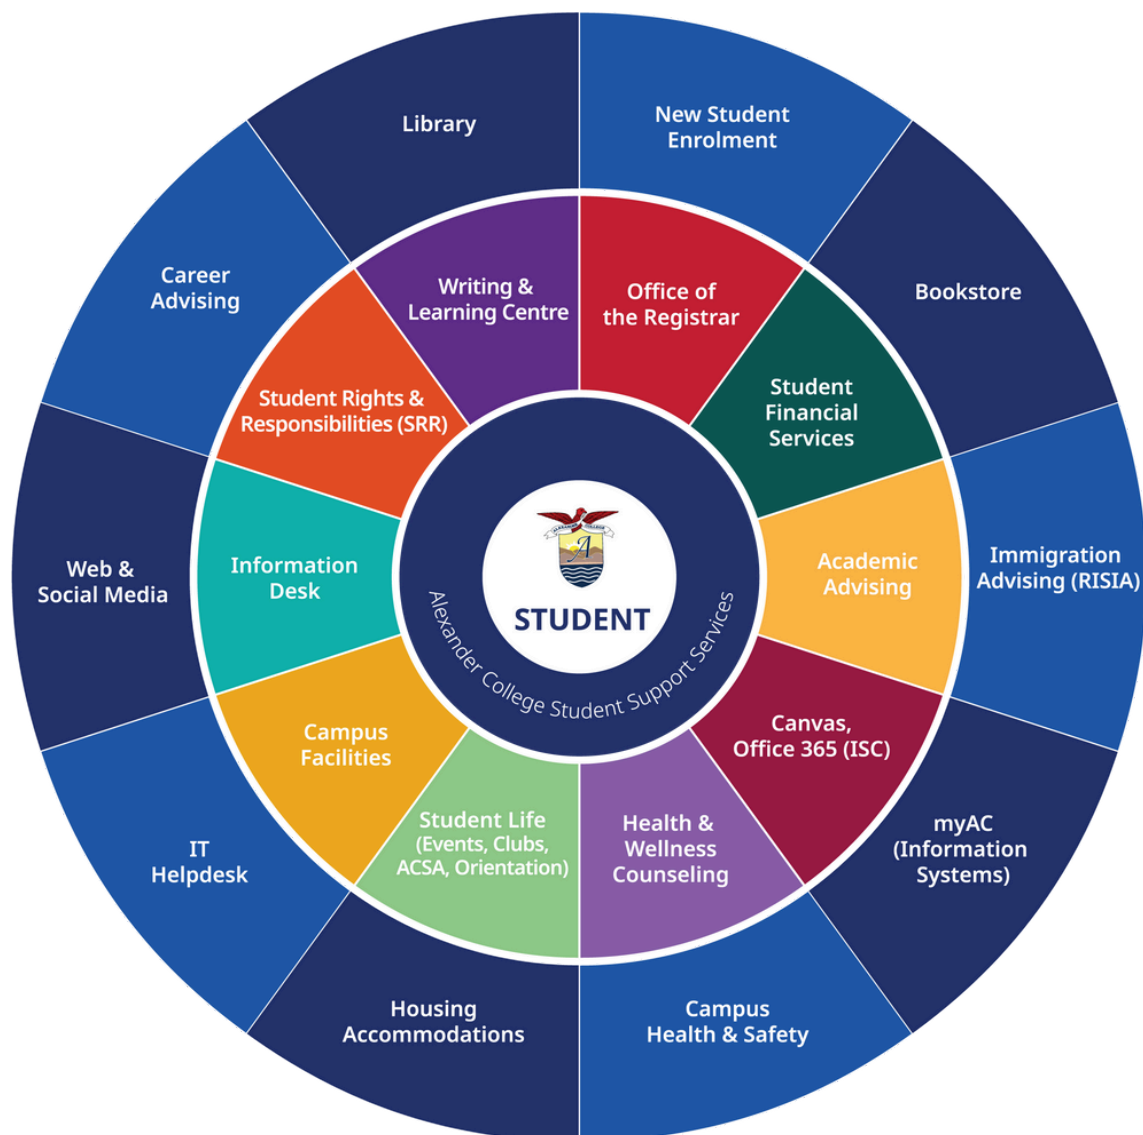 Library
New Student
Enrolment
Bookstore
Immigration
Advising (RISIA)
myAC
(Information
Systems)
Campus
Health & Safety
Housing
Accommodations
IT
Helpdesk
Web &
Social Media
Career
Advising
Writing &
Learning Centre
Office of
the Registrar
Student
Financial
Services
Academic
Advising
Canvas,
Office 365 (ISC)
Health &
Wellness
Counseling
Student Life
(Events, Clubs,
ACSA, Orientation)
Campus
Facilities
Information
Desk
Student Rights &
Responsibilities (SRR)
ALEXANDER COLLEGE
A
STUDENT
Alexander College Student Support Services